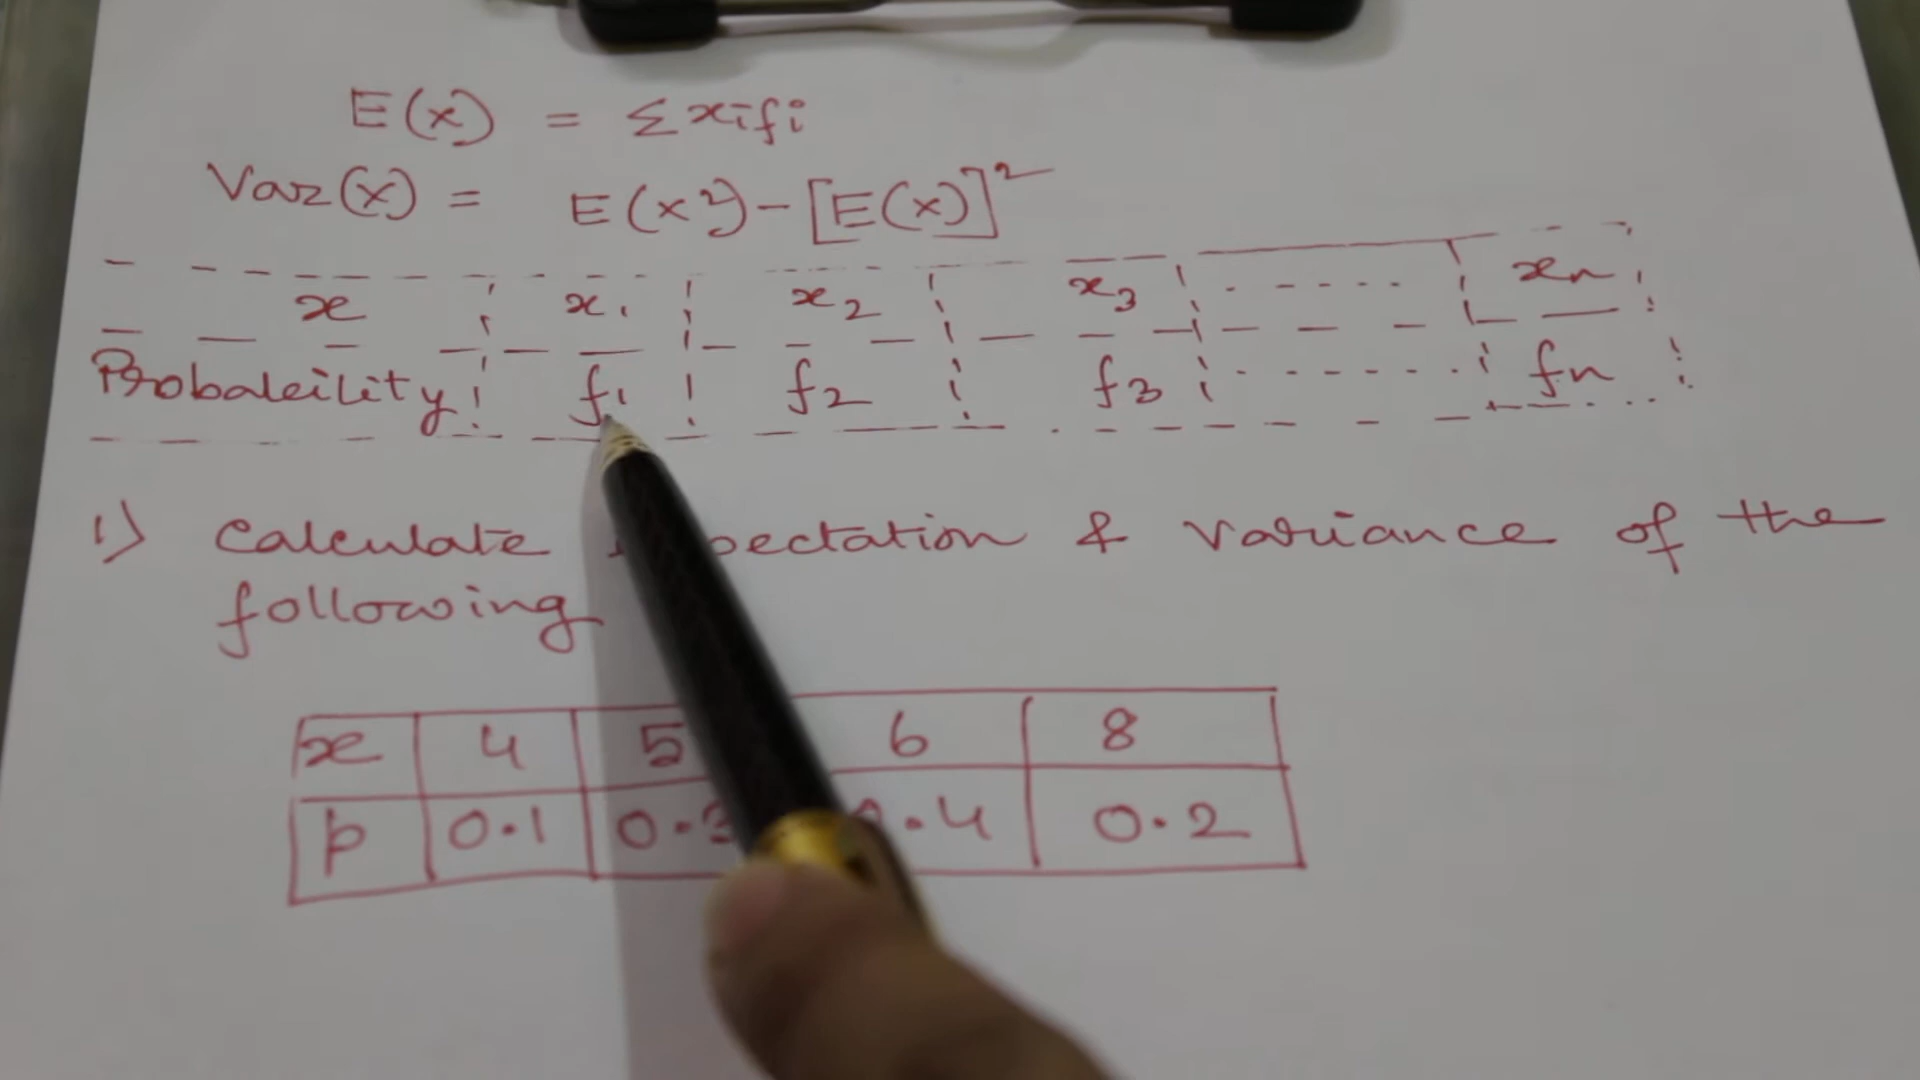 E(x) = Σxifi
Var(x) = E(x²) - [E(x)]²
x x₁ x₂ x₃ ....... xn
Probability f₁ f₂ f₃ ........ fn
1) Calculate & variance of the
following
x 4 5 6 8
p 0.1 0.3 .4 0.2